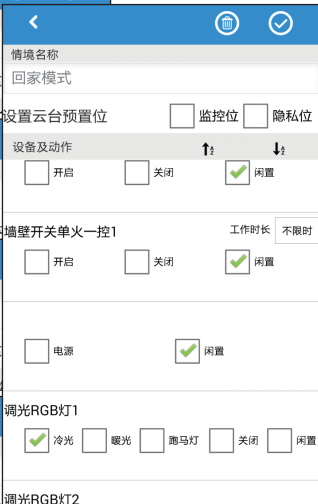 情境名称
回家模式
设置云台预置位 监控位 隐私位
设备及动作
开启 关闭 闲置
墙壁开关单火一控1 工作时长 不限时
开启 关闭 闲置
电源 闲置
调光RGB灯1
冷光 暖光 跑马灯 关闭 闲置
调光RGB灯2